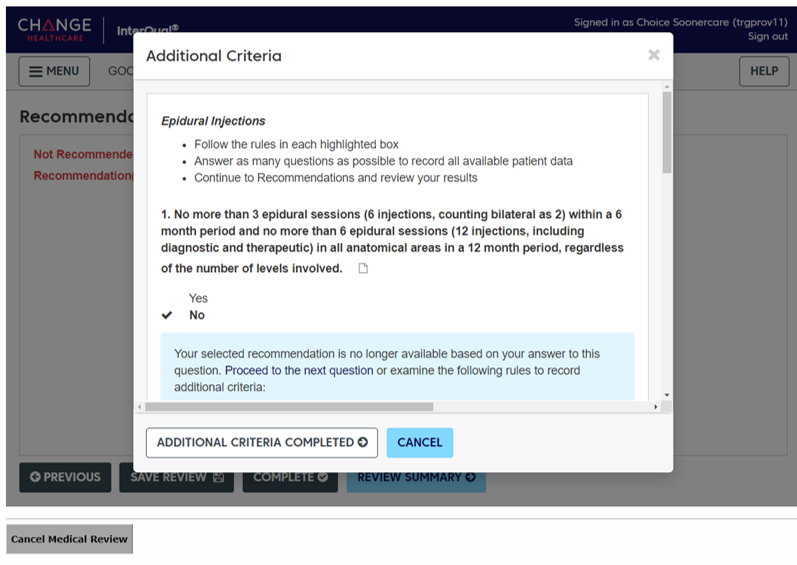 CHANGE
HEALTHCARE
InterQual®
Signed in as Choice Soonercare (trgprov11)
Sign out
MENU
HELP
Additional Criteria
Not Recommende
Epidural Injections
• Follow the rules in each highlighted box
• Answer as many questions as possible to record all available patient data
• Continue to Recommendations and review your results
1. No more than 3 epidural sessions (6 injections, counting bilateral as 2) within a 6
month period and no more than 6 epidural sessions (12 injections, including
diagnostic and therapeutic) in all anatomical areas in a 12 month period, regardless
of the number of levels involved.
Yes
No
Your selected recommendation is no longer available based on your answer to this
question. Proceed to the next question or examine the following rules to record
additional criteria:
ADDITIONAL CRITERIA COMPLETED
CANCEL
PREVIOUS
SAVE REVIEW
COMPLETE
REVIEW SUMMARY
Cancel Medical Review